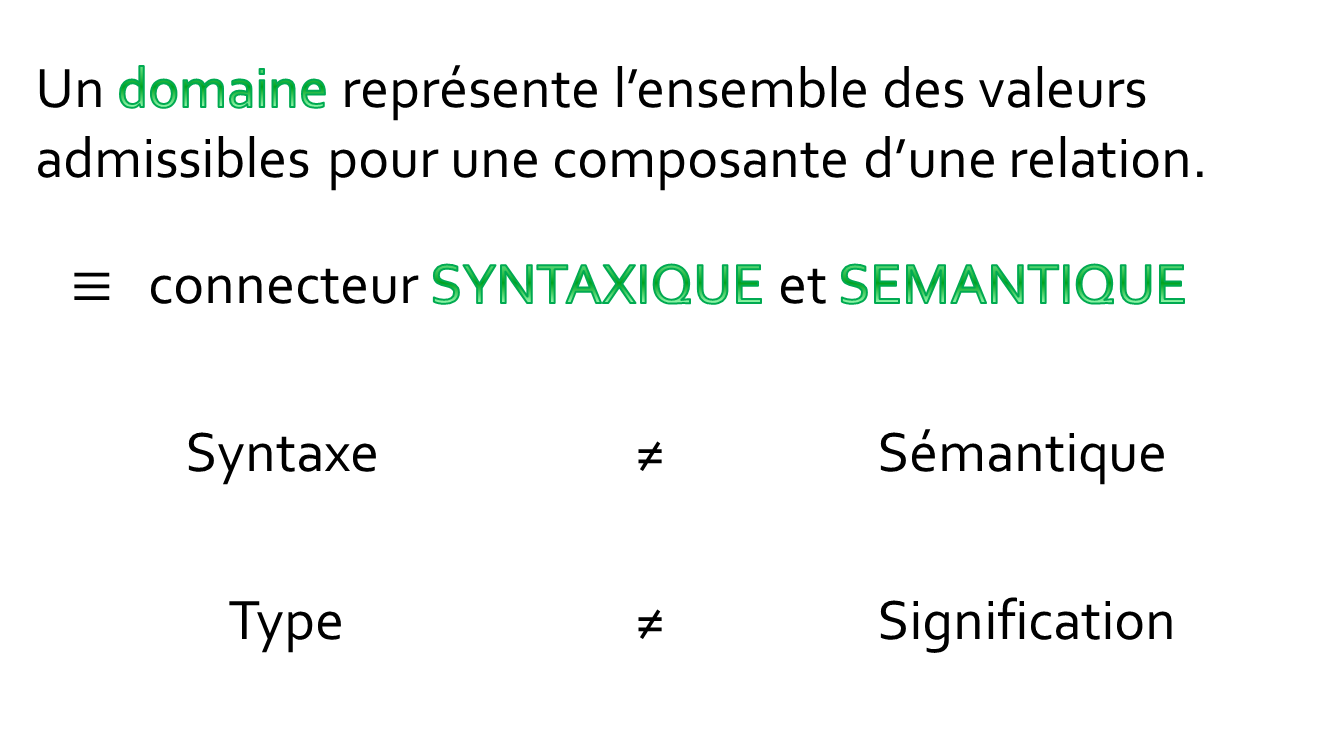 Un domaine représente l’ensemble des valeurs
admissibles pour une composante d’une relation.
≡ connecteur SYNTAXIQUE et SEMANTIQUE
Syntaxe ≠ Sémantique
Type ≠ Signification